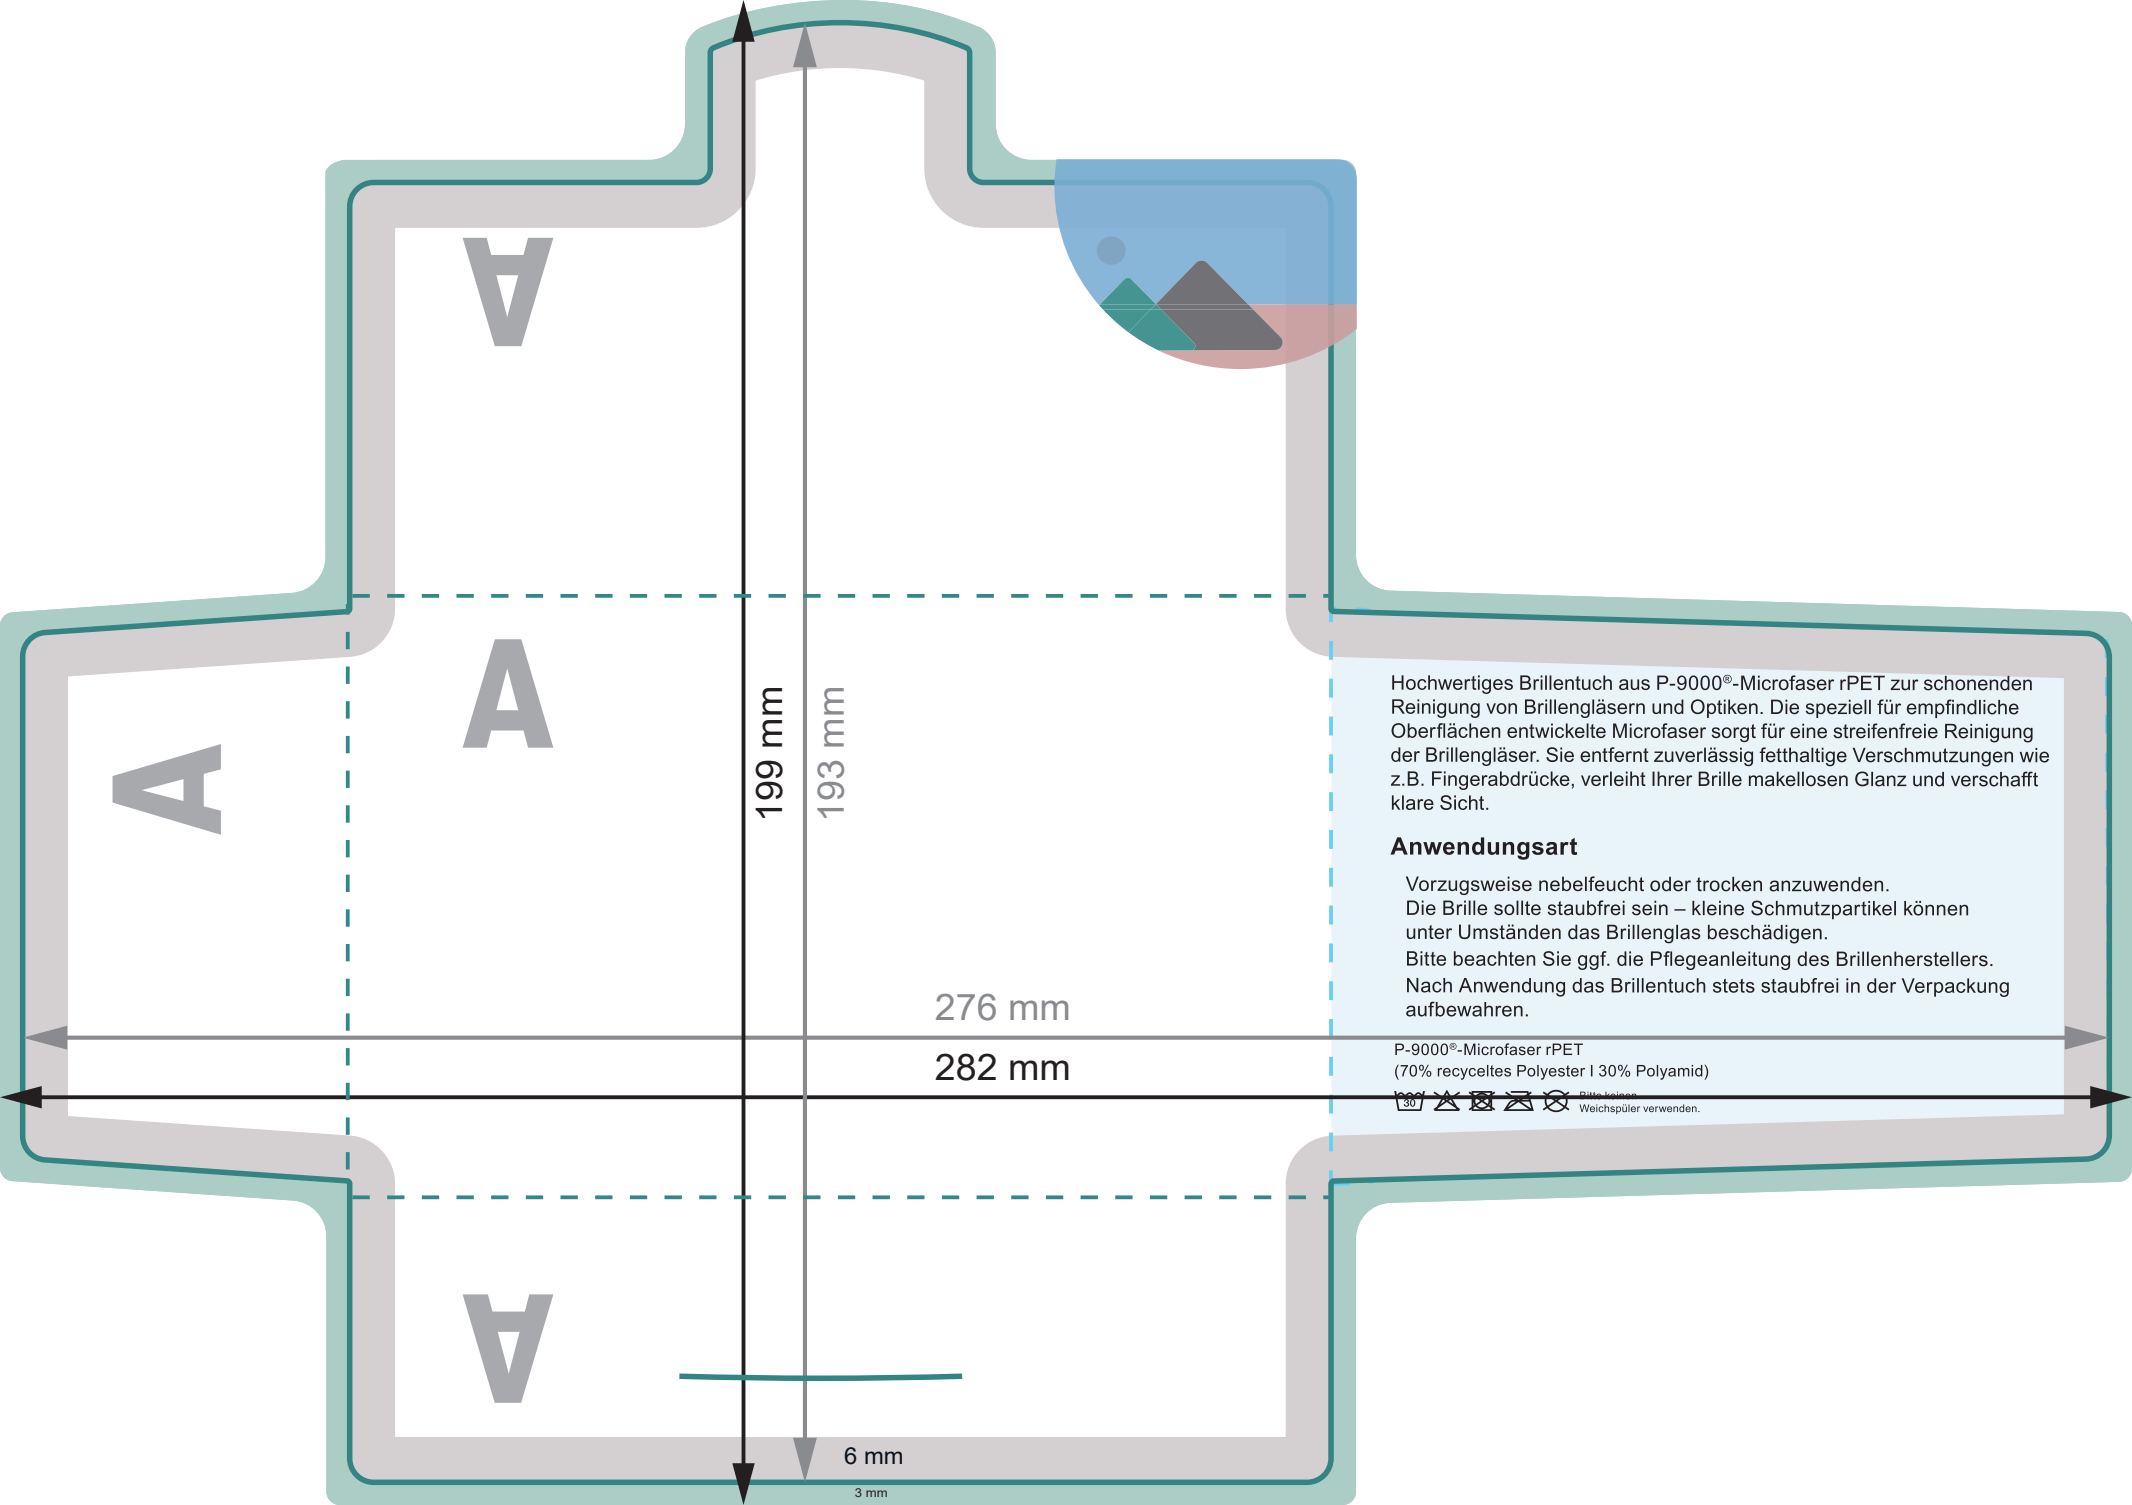 A
A
A
199 mm
193 mm
Hochwertiges Brillentuch aus P-9000®-Microfaser rPET zur schonenden
Reinigung von Brillengläsern und Optiken. Die speziell für empfindliche
Oberflächen entwickelte Microfaser sorgt für eine streifenfreie Reinigung
der Brillengläser. Sie entfernt zuverlässig fetthaltige Verschmutzungen wie
z.B. Fingerabdrücke, verleiht Ihrer Brille makellosen Glanz und verschafft
klare Sicht.
Anwendungsart
Vorzugsweise nebelfeucht oder trocken anzuwenden.
Die Brille sollte staubfrei sein – kleine Schmutzpartikel können
unter Umständen das Brillenglas beschädigen.
Bitte beachten Sie ggf. die Pflegeanleitung des Brillenherstellers.
Nach Anwendung das Brillentuch stets staubfrei in der Verpackung
aufbewahren.
276 mm
282 mm
P-9000®-Microfaser rPET
(70% recyceltes Polyester I 30% Polyamid)
30
Bitte keinen
Weichspüler verwenden.
A
6 mm
3 mm